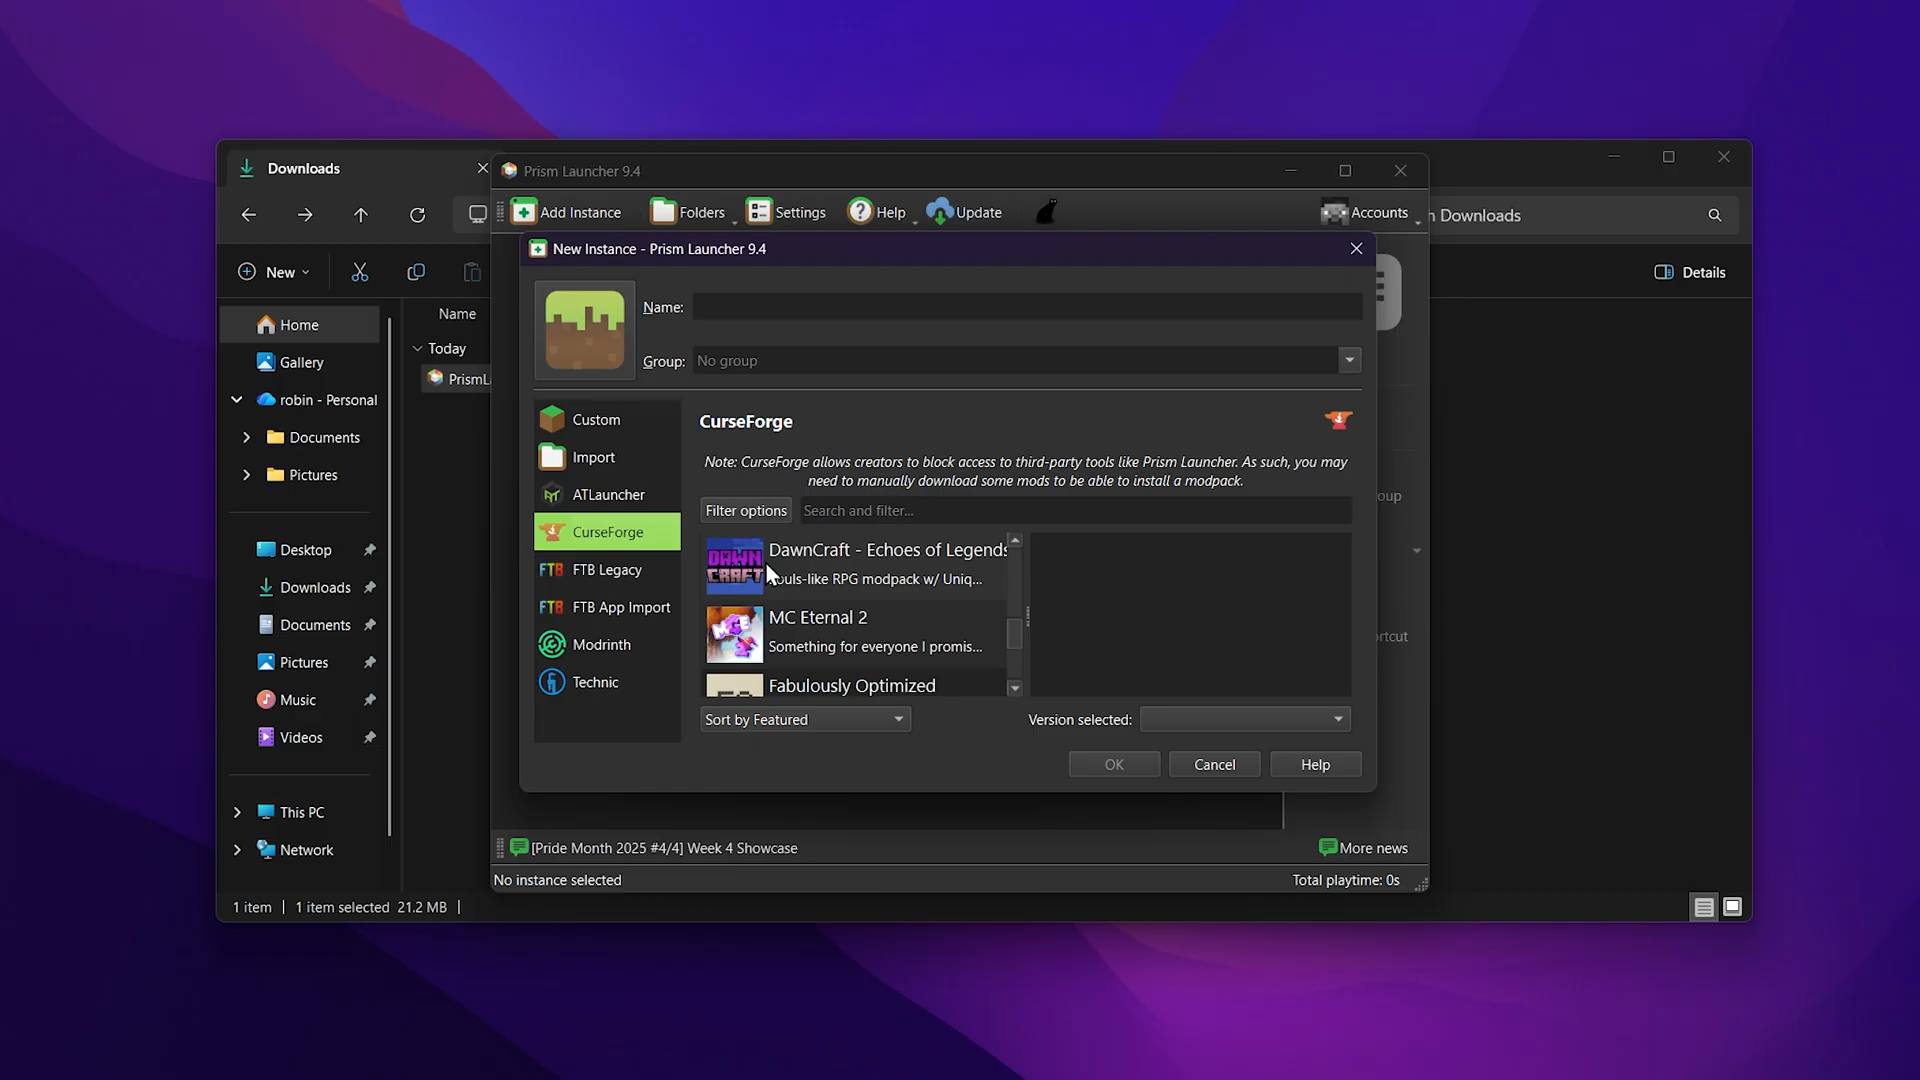 Downloads
Prism Launcher 9.4
Add Instance
Folders
Settings
Help
Update
Accounts
Downloads
New - Prism Launcher 9.4
New
Details
Name:
Group:
No group
Name
Today
PrismL
Home
Gallery
robin - Personal
Documents
Pictures
Desktop
Downloads
Documents
Pictures
Music
Videos
This PC
Network
Custom
Import
ATLauncher
CurseForge
FTB Legacy
FTB App Import
Modrinth
Technic
CurseForge
Note: CurseForge allows creators to block access to third-party tools like Prism Launcher. As such, you may
need to manually download some mods to be able to install a modpack.
Filter options
Search and filter...
DAWN
CRAFT
DawnCraft - Echoes of Legends
ouls-like RPG modpack w/ Uniq...
MCE
2
MC Eternal 2
Something for everyone I promis...
Fabulously Optimized
Sort by Featured
Version selected:
OK
Cancel
Help
oup
rtcut
[Pride Month 2025 #4/4] Week 4 Showcase
More news
No instance selected
Total playtime: 0s
1 item
1 item selected 21.2 MB